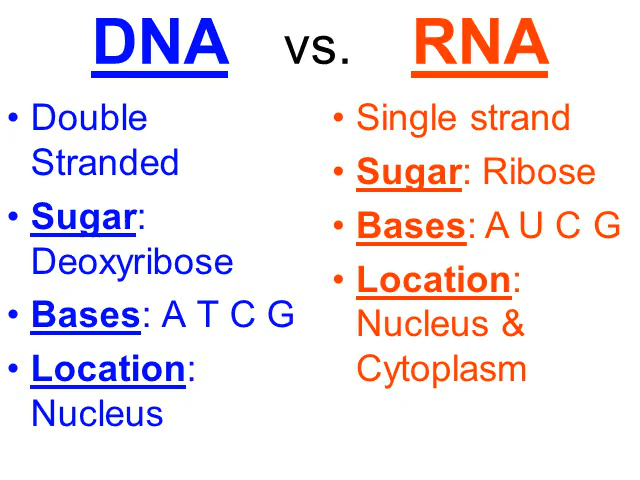 DNA vs. RNA
• Double
Stranded
• Sugar:
Deoxyribose
• Bases: A T C G
• Location:
Nucleus
• Single strand
• Sugar: Ribose
• Bases: A U C G
• Location:
Nucleus &
Cytoplasm